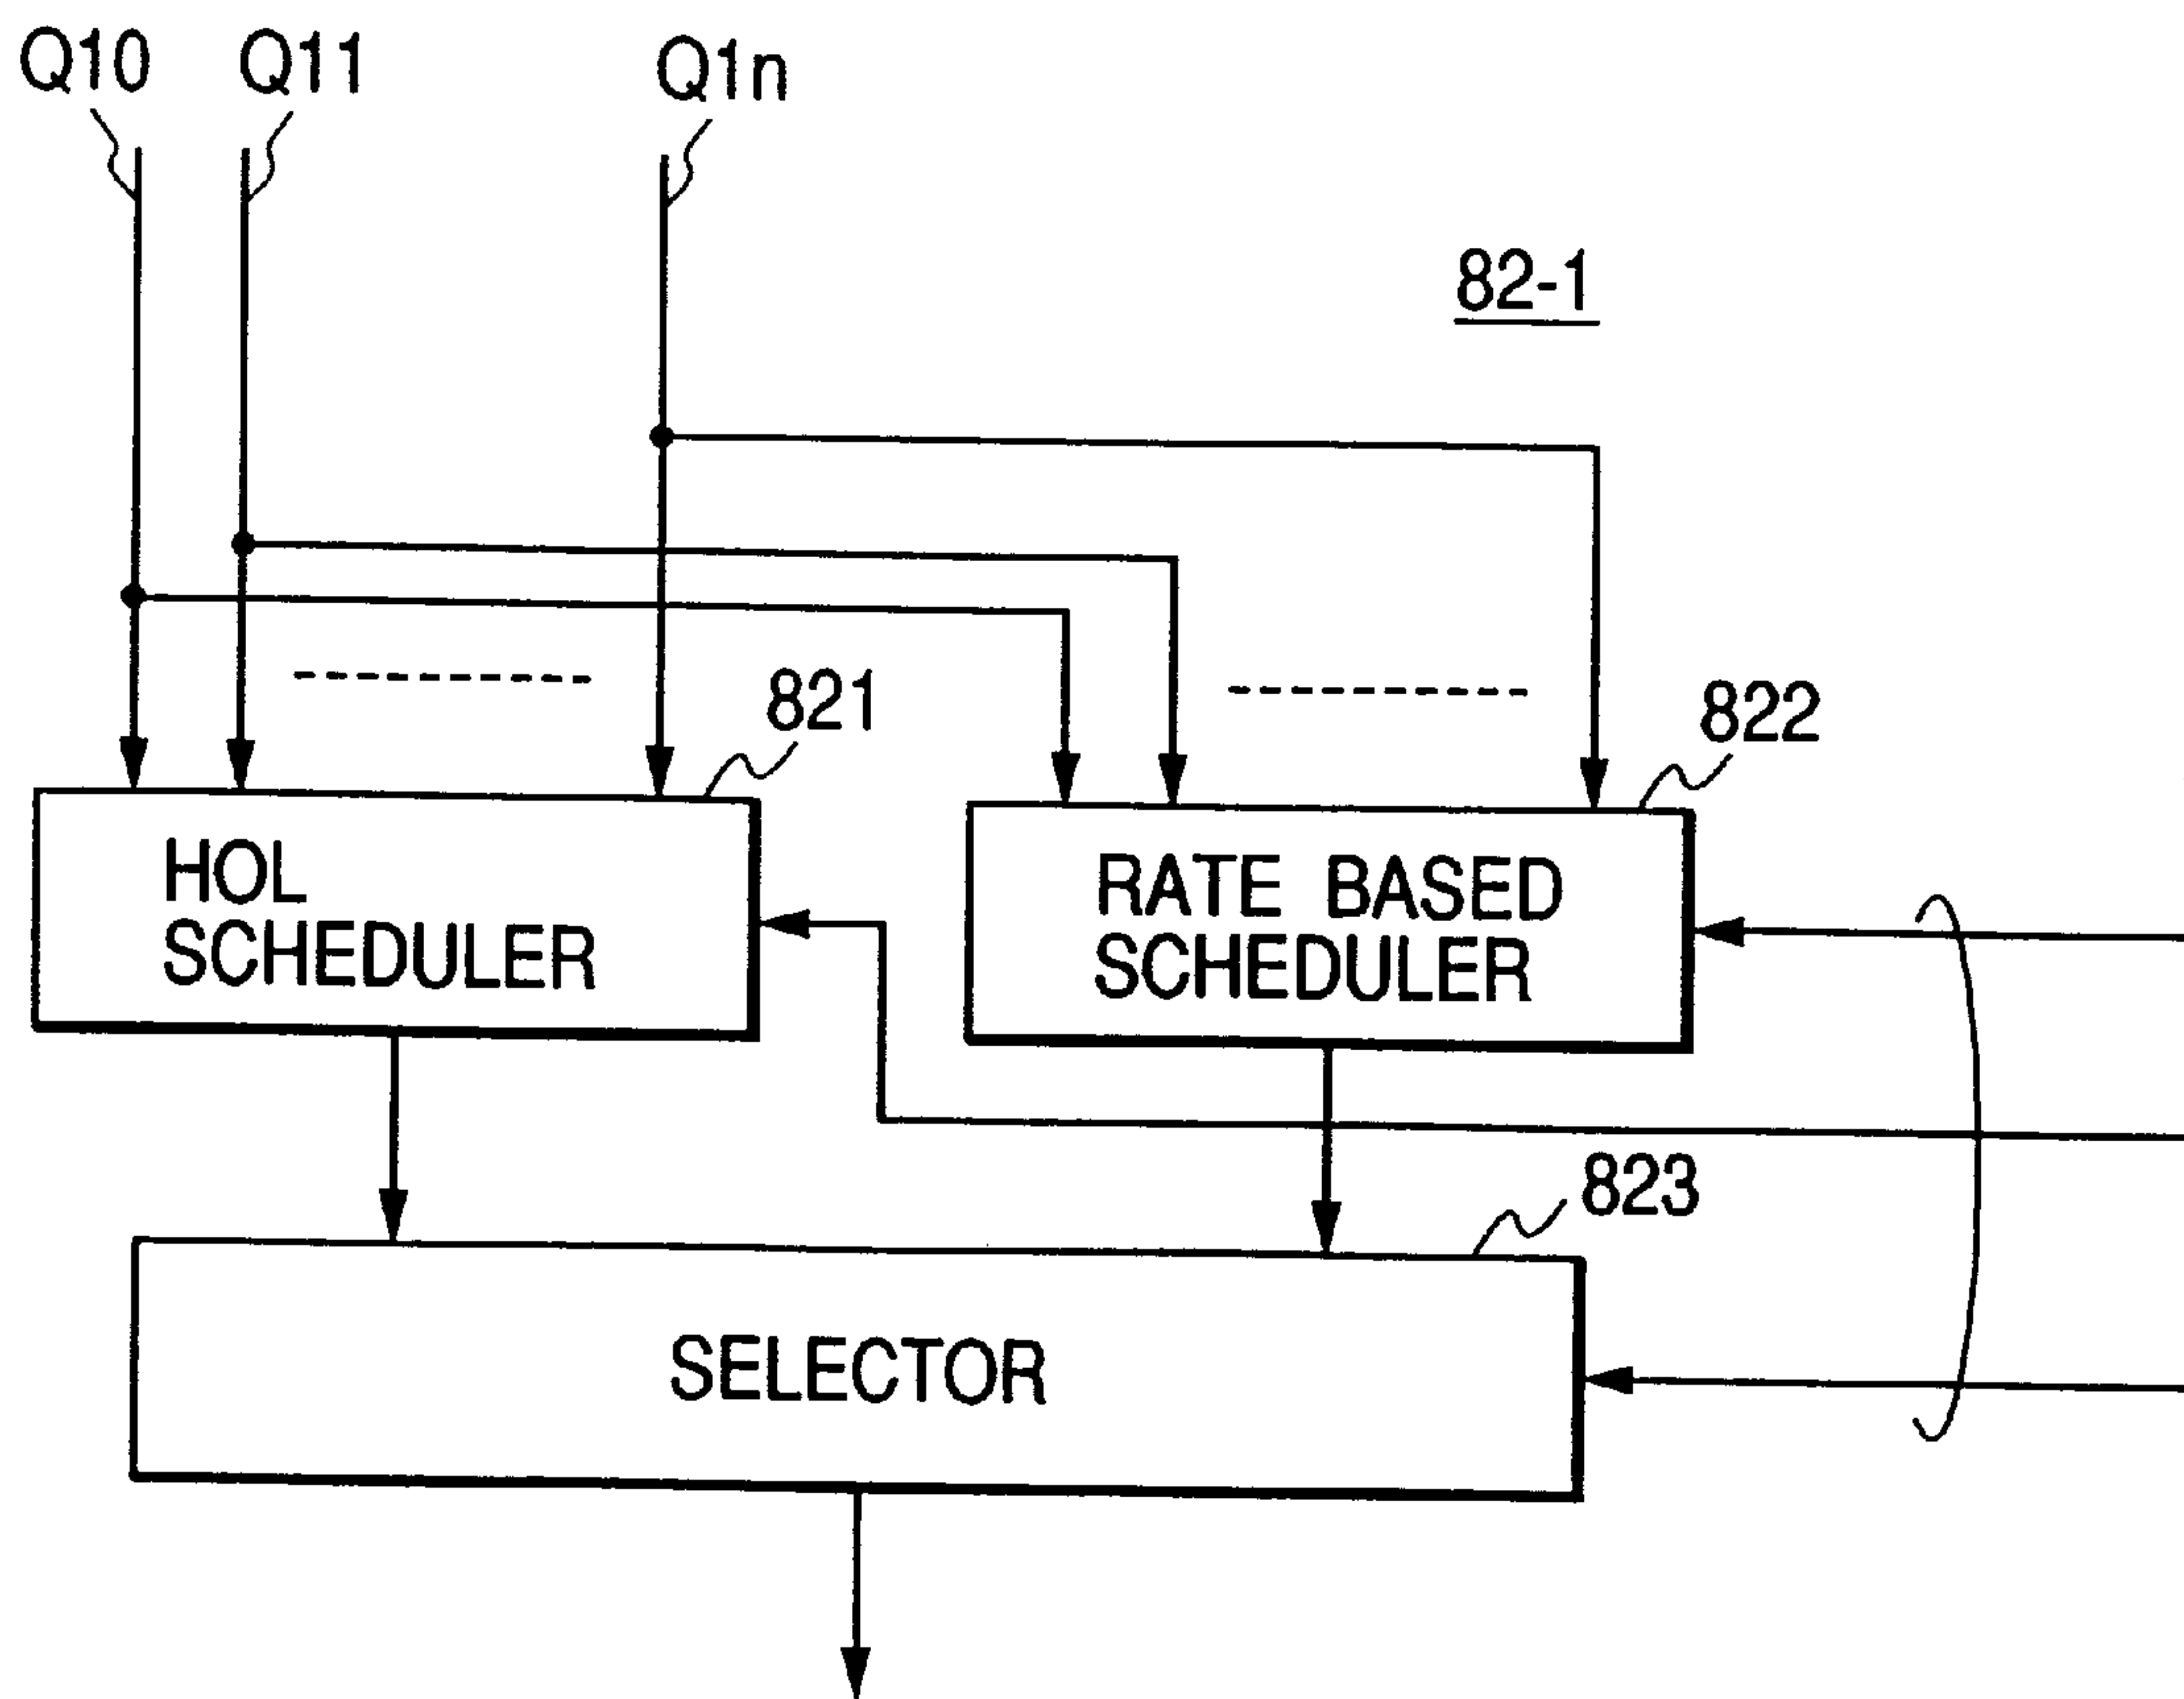 Q10 Q11 Q1n
82-1
821
822
HOL
SCHEDULER
RATE BASED
SCHEDULER
823
SELECTOR